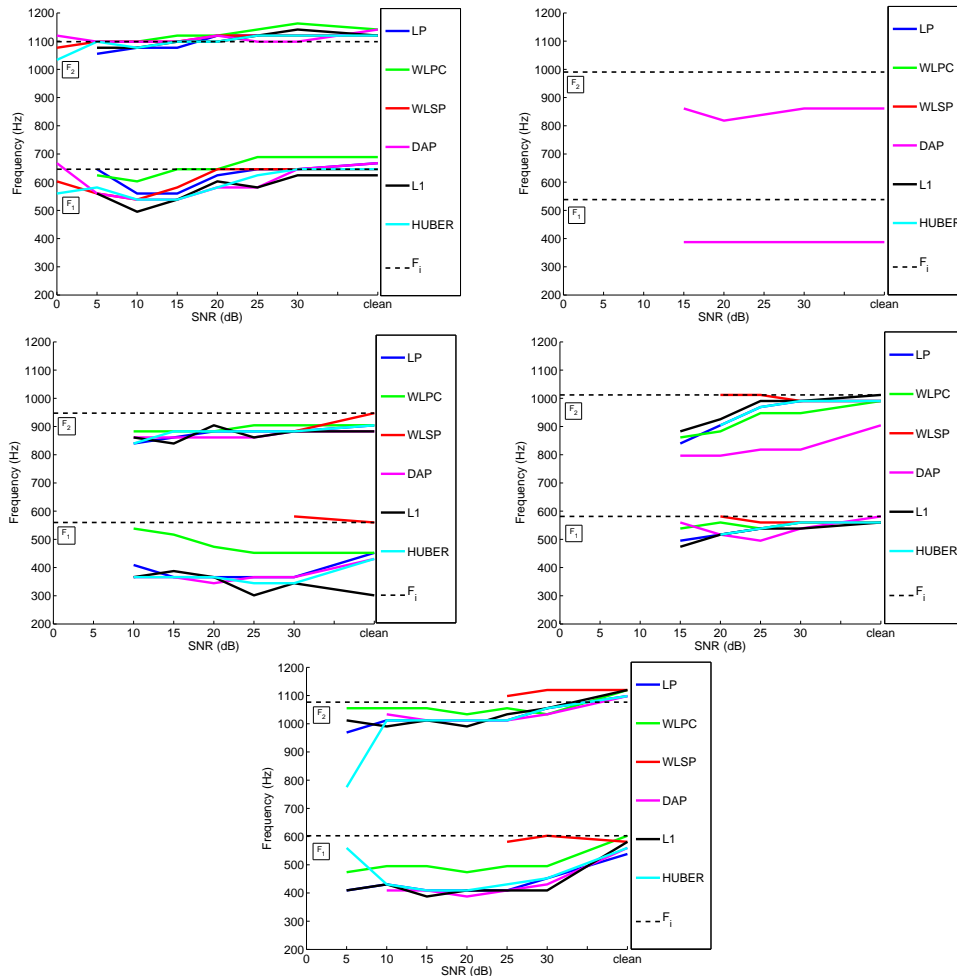 1200
1100
1000
900
800
700
600
500
400
300
200
Frequency (Hz)
F2
F1
0 5 10 15 20 25 30 clean
SNR (dB)
LP
WLPC
WLSP
DAP
L1
HUBER
Fi
1200
1100
1000
900
800
700
600
500
400
300
200
Frequency (Hz)
F2
F1
0 5 10 15 20 25 30 clean
SNR (dB)
LP
WLPC
WLSP
DAP
L1
HUBER
Fi
1200
1100
1000
900
800
700
600
500
400
300
200
Frequency (Hz)
F2
F1
0 5 10 15 20 25 30 clean
SNR (dB)
LP
WLPC
WLSP
DAP
L1
HUBER
Fi
1200
1100
1000
900
800
700
600
500
400
300
200
Frequency (Hz)
F2
F1
0 5 10 15 20 25 30 clean
SNR (dB)
LP
WLPC
WLSP
DAP
L1
HUBER
Fi
1200
1100
1000
900
800
700
600
500
400
300
200
Frequency (Hz)
F2
F1
0 5 10 15 20 25 30 clean
SNR (dB)
LP
WLPC
WLSP
DAP
L1
HUBER
Fi